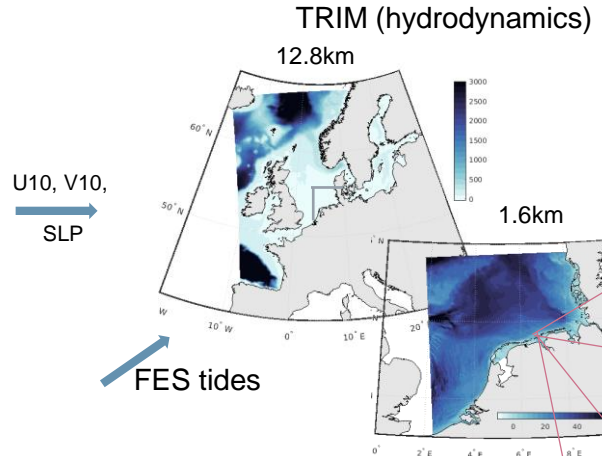 TRIM (hydrodynamics)
12.8km
3000
2500
2000
1500
1000
500
0
60°N
50°N
U10, V10,
SLP
1.6km
W
10°W
0°
10°E
20°
FES tides
0
20
40
0°
2°E
4°E
6°E
8°E